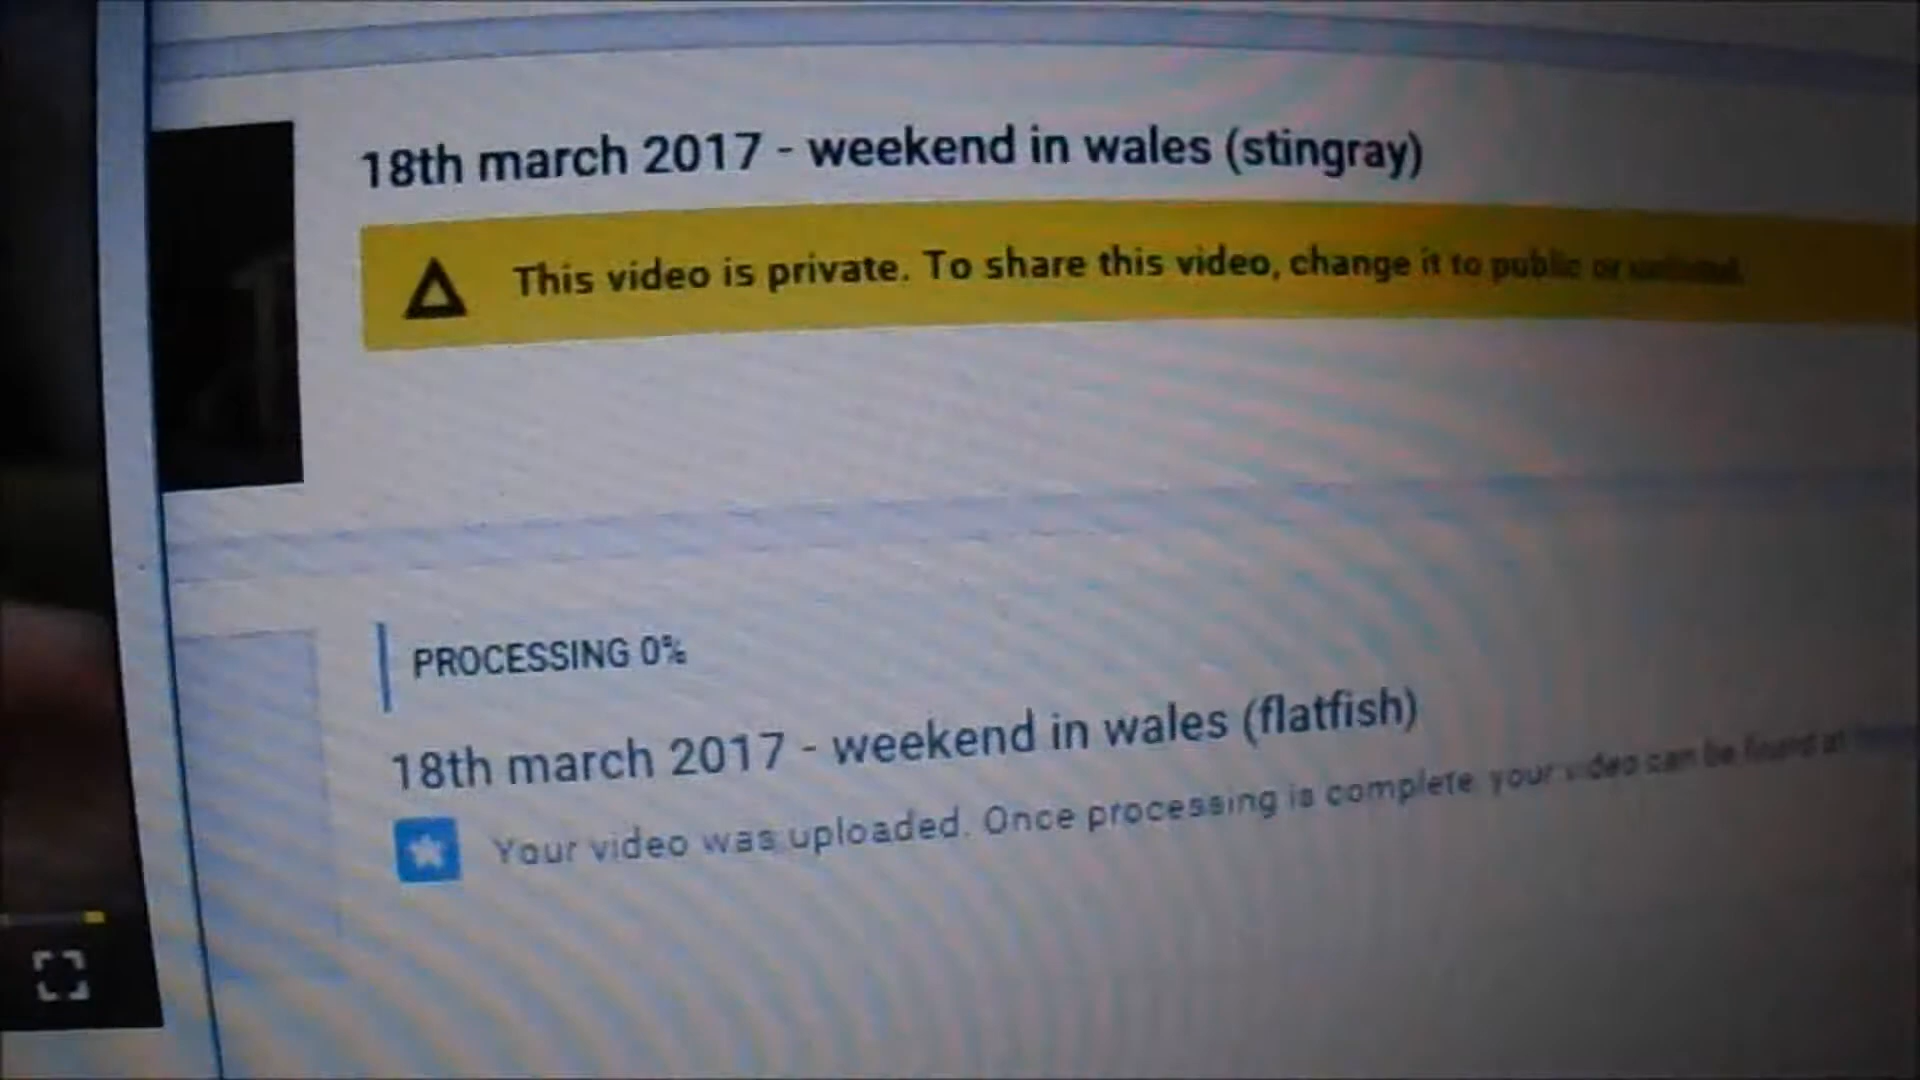 18th march 2017 - weekend in wales (stingray)
This video is private. To share this video, change it to public or
PROCESSING 0%
18th march 2017 - weekend in wales (flatfish)
Your video was uploaded. Once processing is complete your video can be found at